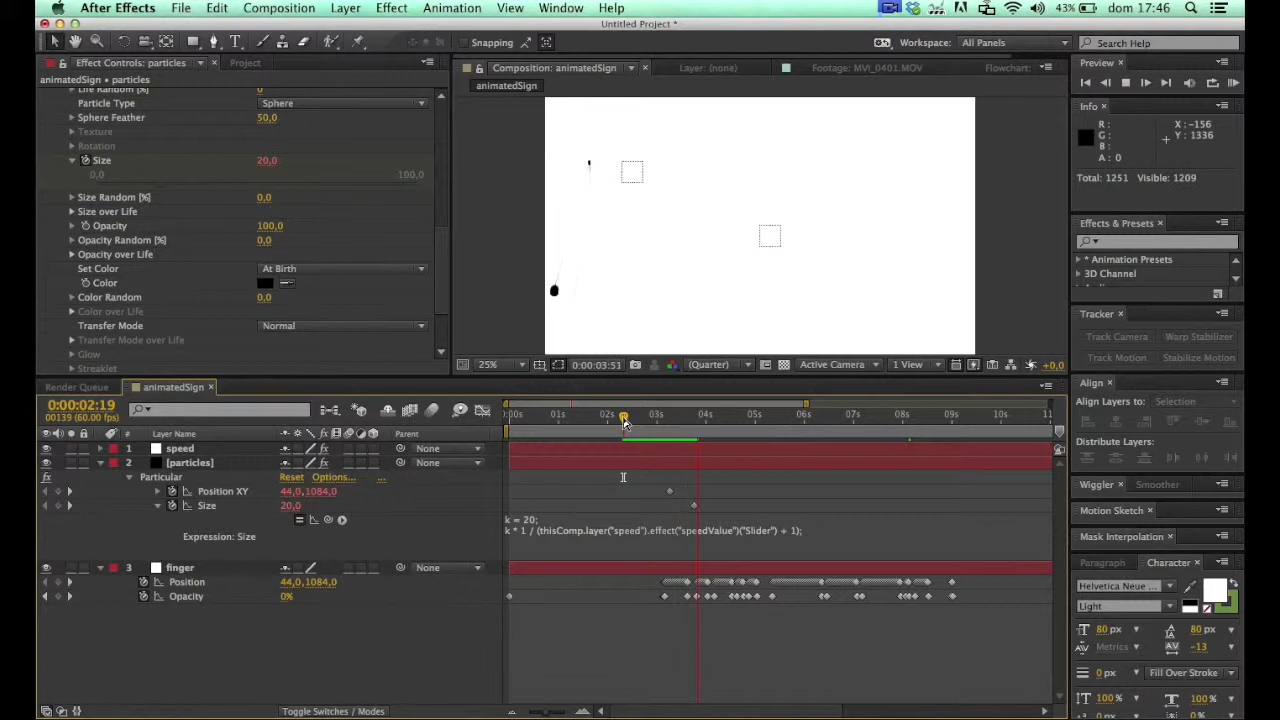 After Effects File Edit Composition Layer Effect Animation View Window Help 43% dom 17:46
Untitled Project *
Snapping Workspace: All Panels Search Help
Effect Controls: particles Project
animatedSign • particles
Life Random [%] 0
Particle Type Sphere
Sphere Feather 50,0
Texture
Rotation
Size 20,0
0,0 100,0
Size Random [%] 0,0
Size over Life
Opacity 100,0
Opacity Random [%] 0,0
Opacity over Life
Set Color At Birth
Color
Color Random 0,0
Color over Life
Transfer Mode Normal
Transfer Mode over Life
Glow
Streaklet
Composition: animatedSign Layer: (none) Footage: MVI_0401.MOV Flowchart:
animatedSign
25% 0:00:03:51 (Quarter) Active Camera 1 View +0,0
Preview
Info
R: X: -156
G: Y: 1336
B:
A: 0
Total: 1251 Visible: 1209
Effects & Presets
* Animation Presets
3D Channel
Tracker
Track Camera Warp Stabilizer
Track Motion Stabilize Motion
Align
Align Layers to: Selection
Distribute Layers:
Wiggler Smoother
Motion Sketch
Mask Interpolation
Paragraph Character
Helvetica Neue ...
Light
80 px 80 px
Metrics -13
0 px Fill Over Stroke
100 % 100 %
0 px 0 %
Render Queue animatedSign
0:00:02:19
00139 (60.00 fps)
0:00s 01s 02s 03s 04s 05s 06s 07s 08s 09s 10s 11
# Layer Name Parent
1 speed None
2 [particles] None
Particular Reset Options... ...
Position XY 44,0,1084,0
Size 20,0
Expression: Size
k = 20;
k * 1 / (thisComp.layer("speed").effect("speedValue")("Slider") + 1);
3 finger None
Position 44,0,1084,0
Opacity 0%
Toggle Switches / Modes